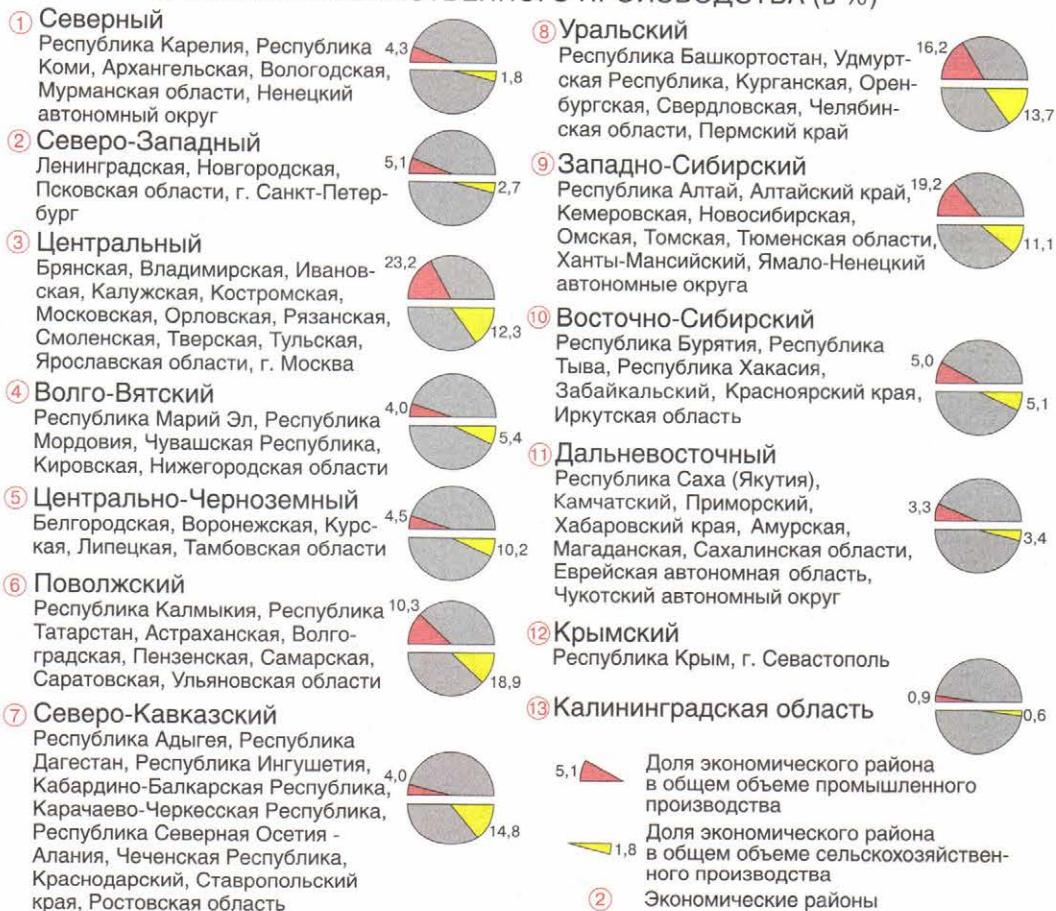 ПРОИЗВОДСТВА (в %)
1 Северный
Республика Карелия, Республика
Коми, Архангельская, Вологодская,
Мурманская области, Ненецкий
автономный округ
4,3
1,8
2 Северо-Западный
Ленинградская, Новгородская,
Псковская области, г. Санкт-Петер-
бург
5,1
2,7
3 Центральный
Брянская, Владимирская, Иванов-
ская, Калужская, Костромская,
Московская, Орловская, Рязанская,
Смоленская, Тверская, Тульская,
Ярославская области, г. Москва
23,2
12,3
4 Волго-Вятский
Республика Марий Эл, Республика
Мордовия, Чувашская Республика,
Кировская, Нижегородская области
4,0
5,4
5 Центрально-Черноземный
Белгородская, Воронежская, Курс-
кая, Липецкая, Тамбовская области
4,5
10,2
6 Поволжский
Республика Калмыкия, Республика
Татарстан, Астраханская, Волго-
градская, Пензенская, Самарская,
Саратовская, Ульяновская области
10,3
18,9
7 Северо-Кавказский
Республика Адыгея, Республика
Дагестан, Республика Ингушетия,
Кабардино-Балкарская Республика,
Карачаево-Черкесская Республика,
Республика Северная Осетия -
Алания, Чеченская Республика,
Краснодарский, Ставропольский
края, Ростовская область
4,0
14,8
8 Уральский
Республика Башкортостан, Удмурт-
ская Республика, Курганская, Орен-
бургская, Свердловская, Челябин-
ская области, Пермский край
16,2
13,7
9 Западно-Сибирский
Республика Алтай, Алтайский край,
Кемеровская, Новосибирская,
Омская, Томская, Тюменская области,
Ханты-Мансийский, Ямало-Ненецкий
автономные округа
19,2
11,1
10 Восточно-Сибирский
Республика Бурятия, Республика
Тыва, Республика Хакасия,
Забайкальский, Красноярский края,
Иркутская область
5,0
5,1
11 Дальневосточный
Республика Саха (Якутия),
Камчатский, Приморский,
Хабаровский края, Амурская,
Магаданская, Сахалинская области,
Еврейская автономная область,
Чукотский автономный округ
3,3
3,4
12 Крымский
Республика Крым, г. Севастополь
13 Калининградская область
0,9
0,6
5,1
Доля экономического района
в общем объеме промышленного
производства
1,8
Доля экономического района
в общем объеме сельскохозяйствен-
ного производства
2 Экономические районы